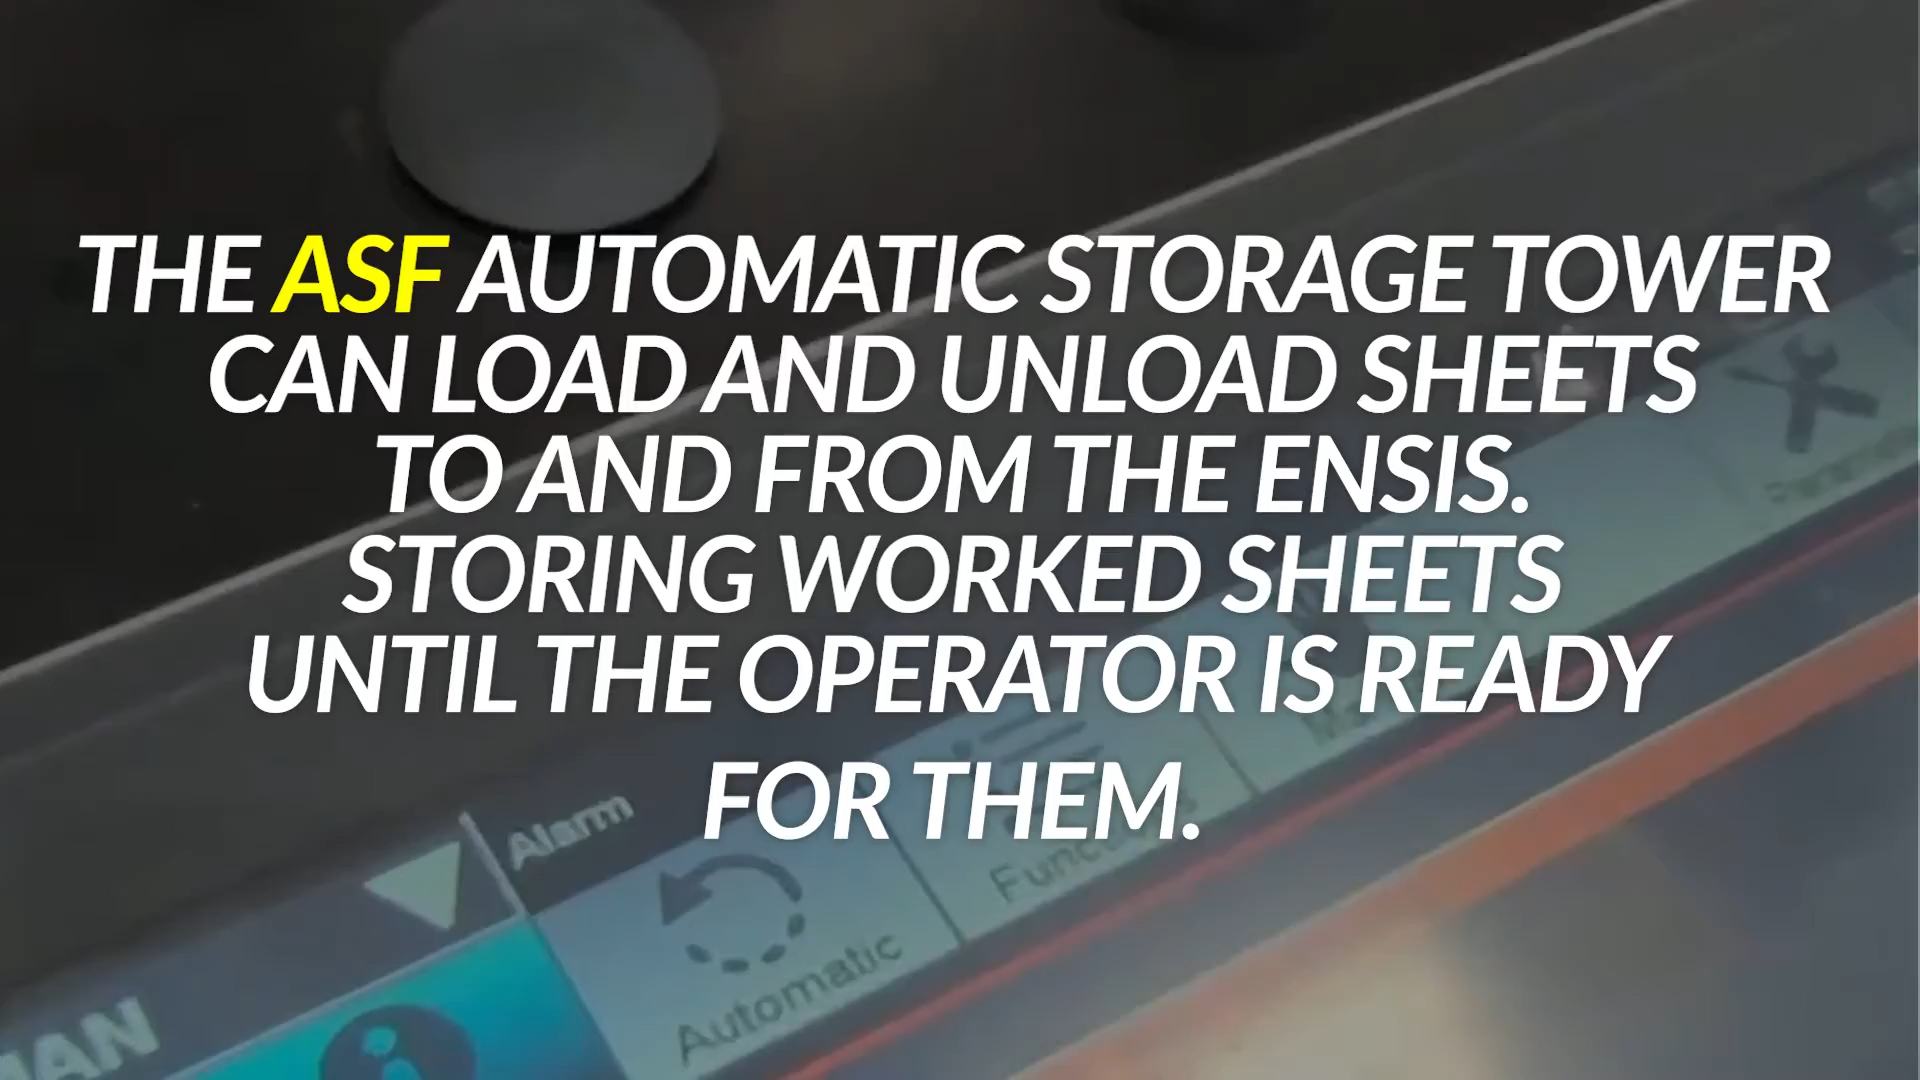 THE ASF AUTOMATIC STORAGE TOWER
CAN LOAD AND UNLOAD SHEETS
TO AND FROM THE ENSIS.
STORING WORKED SHEETS
UNTIL THE OPERATOR IS READY
FOR THEM.
Alarm
Automatic